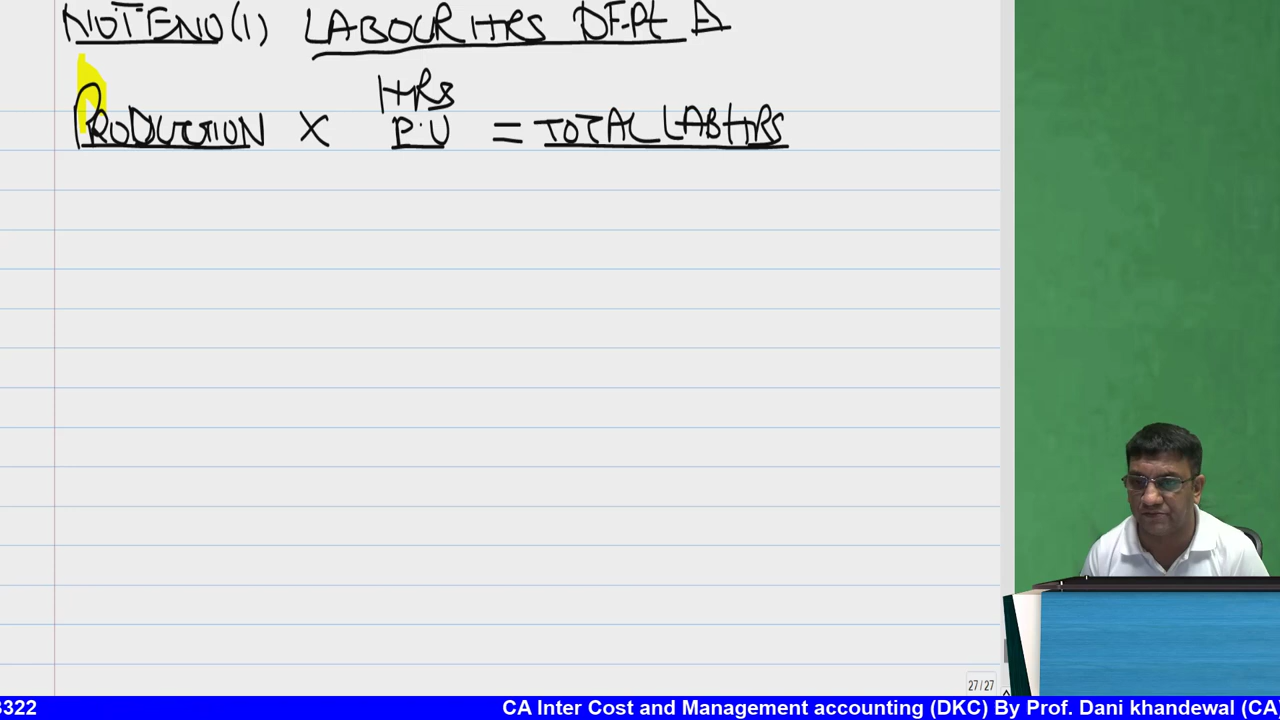 NOTE NO (1) LABOUR HRS DEPt A
HRS
PRODUCTION X P.U = TOTAL LAB HRS
27/27
3322 CA Inter Cost and Management accounting (DKC) By Prof. Dani khandewal (CA